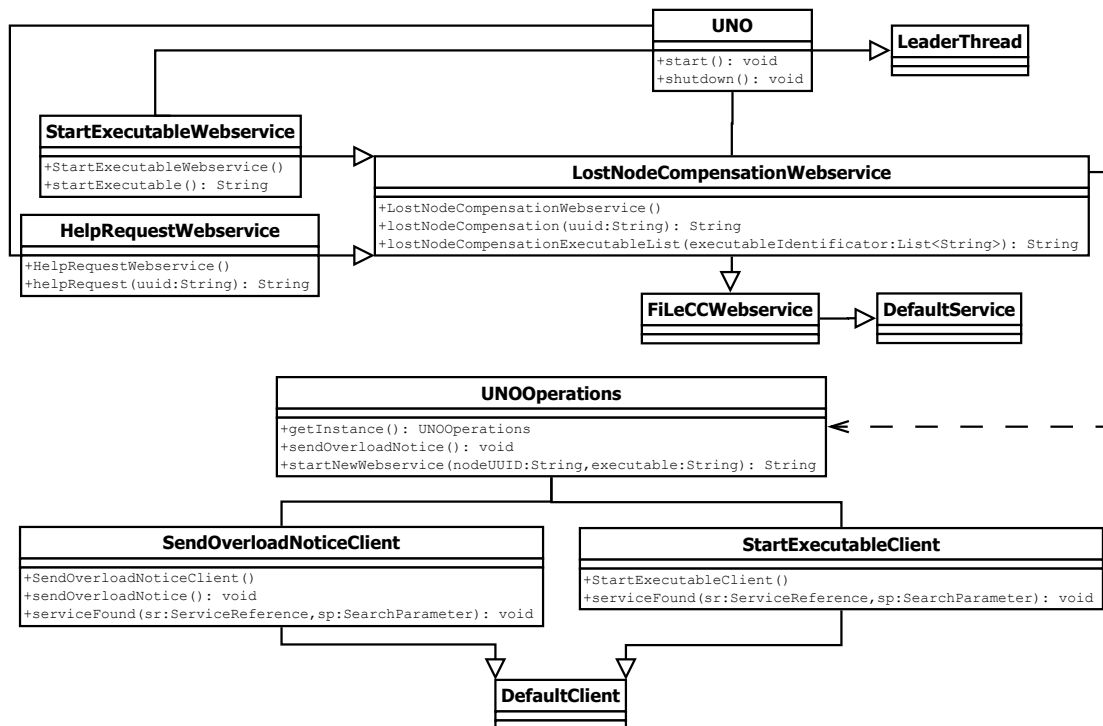 UNO
+start(): void
+shutdown(): void
LeaderThread
StartExecutableWebservice
+StartExecutableWebservice()
+startExecutable(): String
LostNodeCompensationWebservice
+LostNodeCompensationWebservice()
+lostNodeCompensation(uuid:String): String
+lostNodeCompensationExecutableList(executableIdentificator:List<String>): String
HelpRequestWebservice
+HelpRequestWebservice()
+helpRequest(uuid:String): String
FiLeCCWebservice
DefaultService
UNOOperations
+getInstance(): UNOOperations
+sendOverloadNotice(): void
+startNewWebservice(nodeUUID:String,executable:String): String
SendOverloadNoticeClient
+SendOverloadNoticeClient()
+sendOverloadNotice(): void
+serviceFound(sr:ServiceReference,sp:SearchParameter): void
StartExecutableClient
+StartExecutableClient()
+serviceFound(sr:ServiceReference,sp:SearchParameter): void
DefaultClient